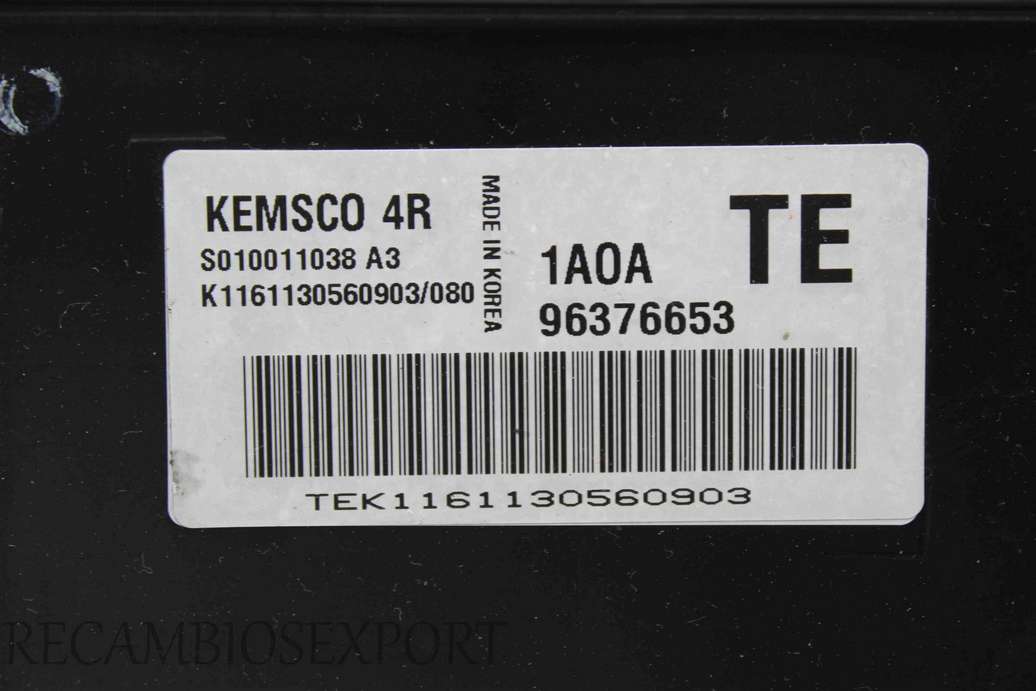 KEMSCO 4R
S010011038 A3
K1161130560903/080
MADE IN KOREA
TE
1A0A
96376653
TEK1161130560903
RECAMBIOSEXPORT